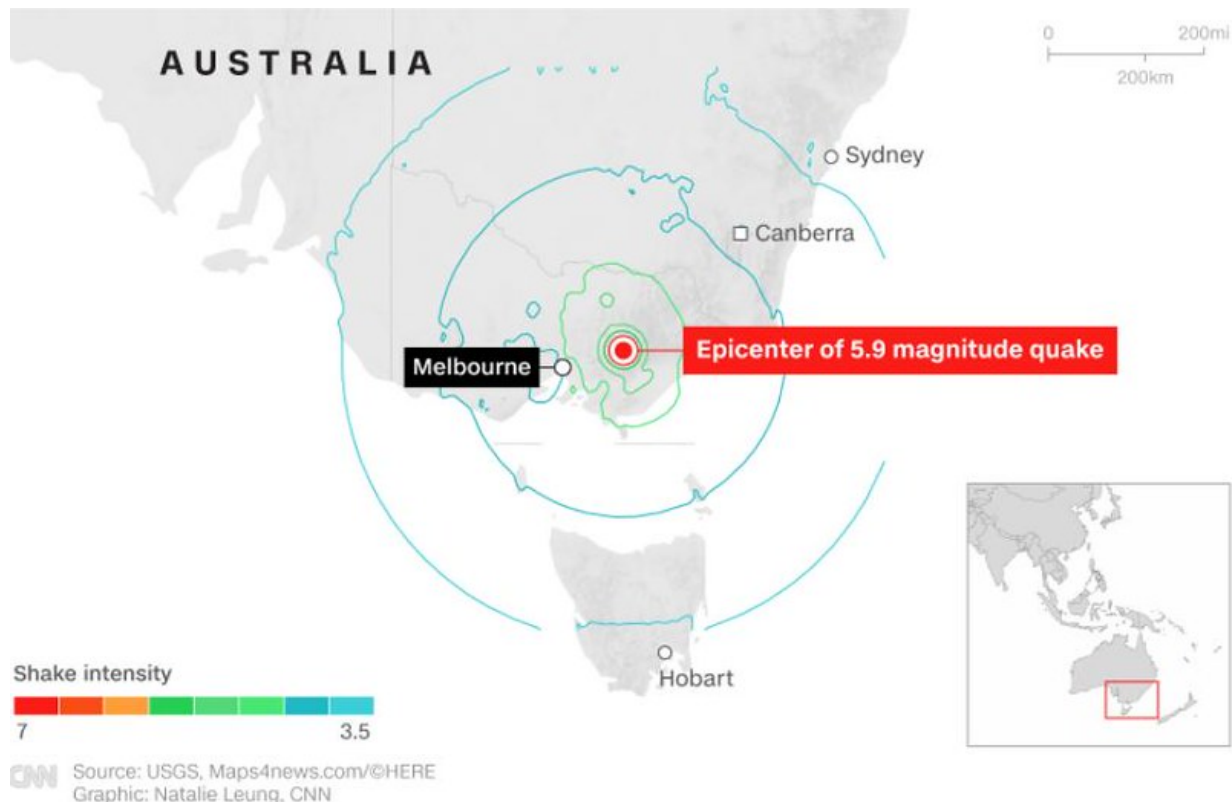 AUSTRALIA
0 200mi
200km
Sydney
Canberra
Epicenter of 5.9 magnitude quake
Melbourne
Hobart
Shake intensity
7 3.5
CNN Source: USGS, Maps4news.com/©HERE
Graphic: Natalie Leung, CNN